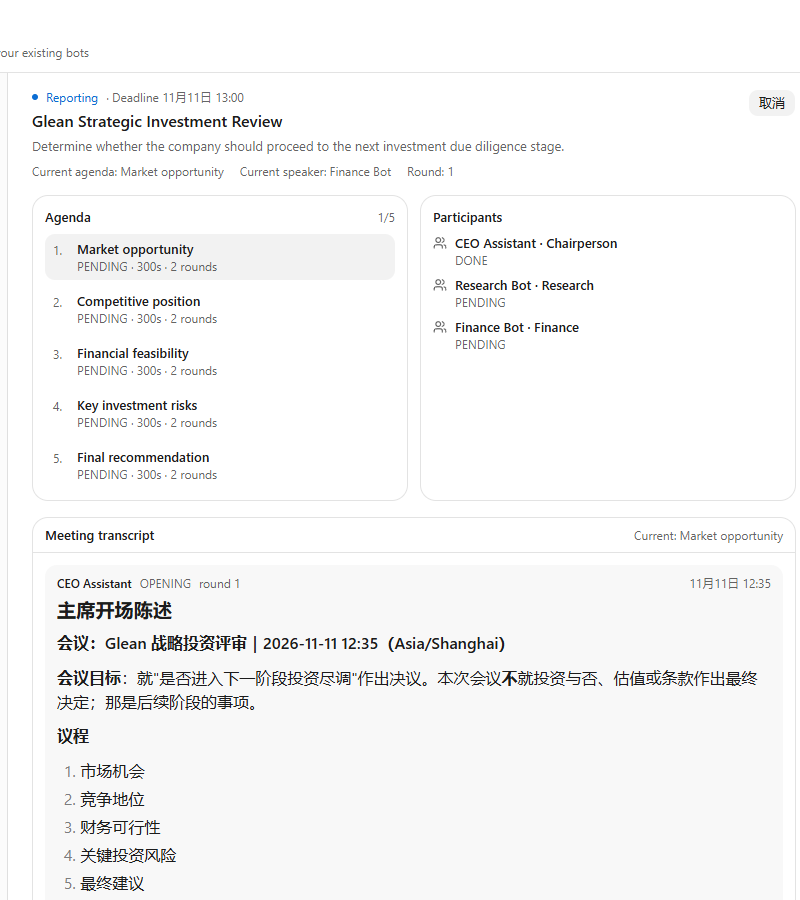 our existing bots
Reporting · Deadline 11月11日 13:00
取消
Glean Strategic Investment Review
Determine whether the company should proceed to the next investment due diligence stage.
Current agenda: Market opportunity Current speaker: Finance Bot Round: 1
Agenda 1/5
1. Market opportunity
PENDING · 300s · 2 rounds
2. Competitive position
PENDING · 300s · 2 rounds
3. Financial feasibility
PENDING · 300s · 2 rounds
4. Key investment risks
PENDING · 300s · 2 rounds
5. Final recommendation
PENDING · 300s · 2 rounds
Participants
CEO Assistant · Chairperson
DONE
Research Bot · Research
PENDING
Finance Bot · Finance
PENDING
Meeting transcript Current: Market opportunity
CEO Assistant OPENING round 1 11月11日 12:35
主席开场陈述
会议：Glean 战略投资评审 | 2026-11-11 12:35（Asia/Shanghai）
会议目标：就"是否进入下一阶段投资尽调"作出决议。本次会议不就投资与否、估值或条款作出最终
决定；那是后续阶段的事项。
议程
1. 市场机会
2. 竞争地位
3. 财务可行性
4. 关键投资风险
5. 最终建议